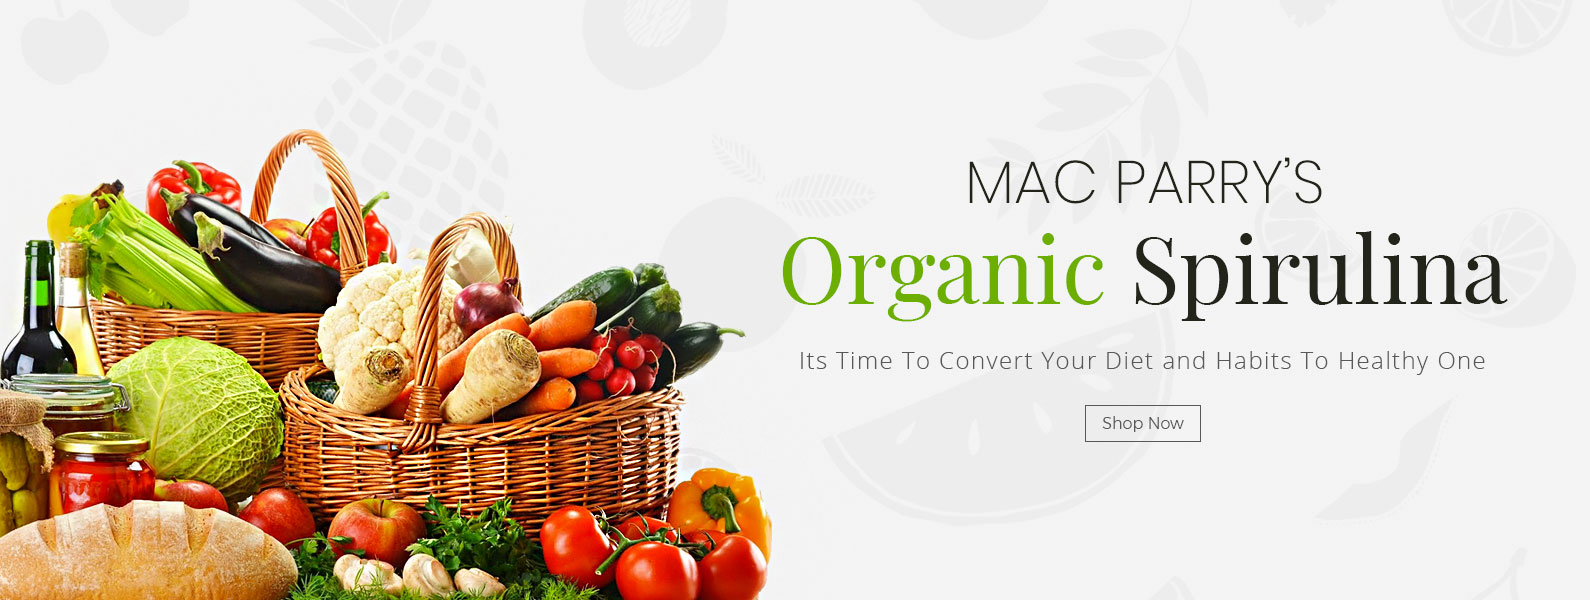 MAC PARRY’S
Organic Spirulina
Its Time To Convert Your Diet and Habits To Healthy One
Shop Now